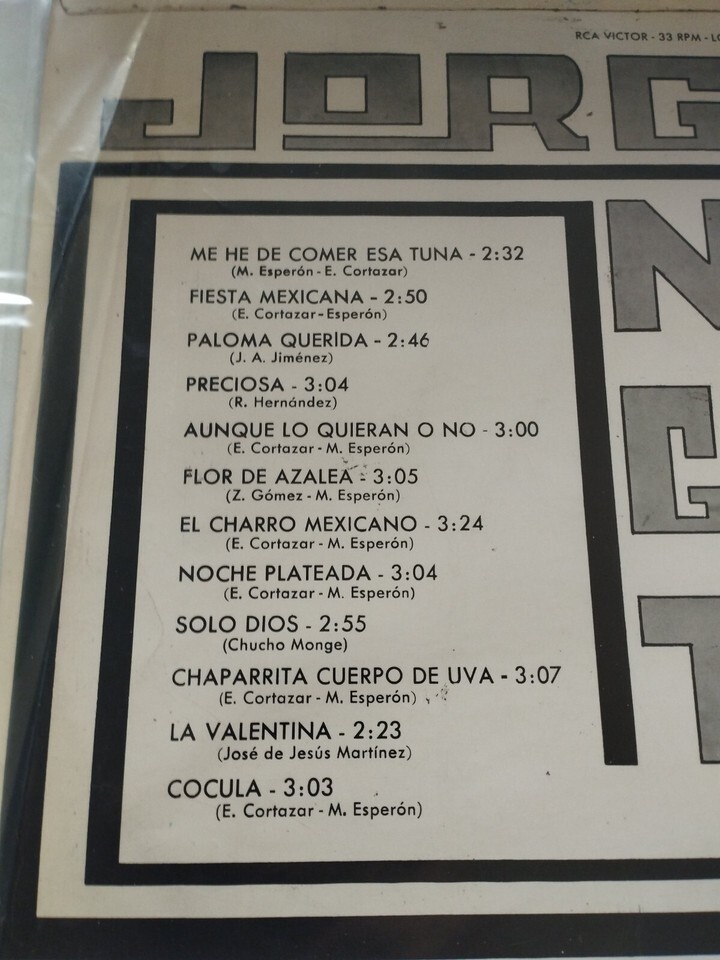 RCA VICTOR - 33 RPM -
JORG
N
G
T
ME HE DE COMER ESA TUNA - 2:32
(M. Esperón - E. Cortazar)
FIESTA MEXICANA - 2:50
(E. Cortazar - Esperón)
PALOMA QUERIDA - 2:46
(J. A. Jiménez)
PRECIOSA - 3:04
(R. Hernández)
AUNQUE LO QUIERAN O NO - 3:00
(E. Cortazar - M. Esperón)
FLOR DE AZALEA - 3:05
(Z. Gómez - M. Esperón)
EL CHARRO MEXICANO - 3:24
(E. Cortazar - M. Esperón)
NOCHE PLATEADA - 3:04
(E. Cortazar - M. Esperón)
SOLO DIOS - 2:55
(Chucho Monge)
CHAPARRITA CUERPO DE UVA - 3:07
(E. Cortazar - M. Esperón)
LA VALENTINA - 2:23
(José de Jesús Martínez)
COCULA - 3:03
(E. Cortazar - M. Esperón)